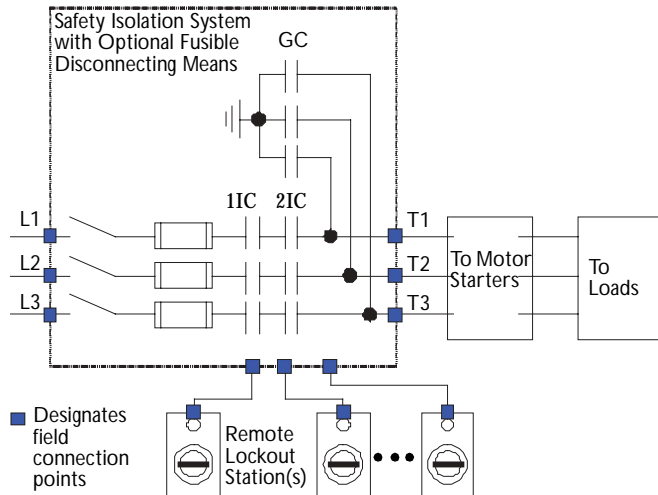 Safety Isolation System
with Optional Fusible
Disconnecting Means
GC
1IC
2IC
L1
L2
L3
T1
T2
T3
To Motor
Starters
To
Loads
Designates
field
connection
points
Remote
Lockout
Station(s)